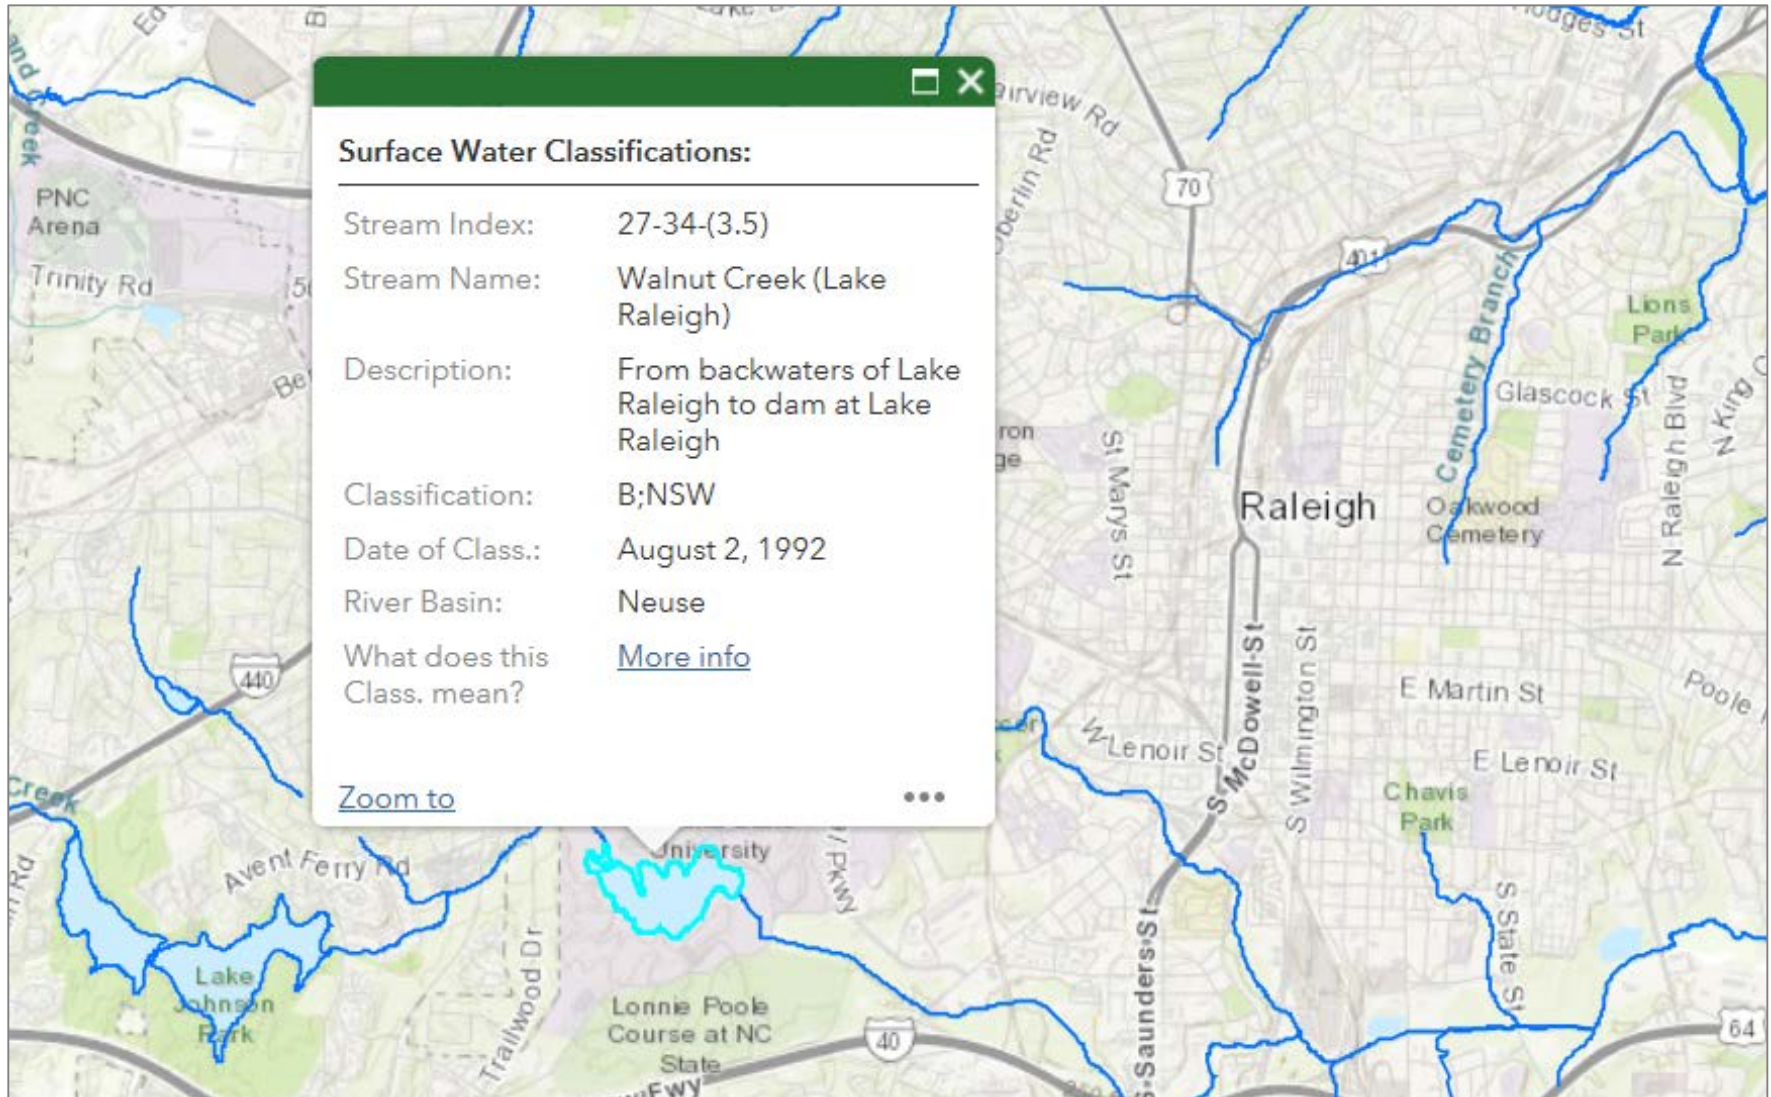 Surface Water Classifications:
Stream Index: 27-34-(3.5)
Stream Name: Walnut Creek (Lake
Raleigh)
Description: From backwaters of Lake
Raleigh to dam at Lake
Raleigh
Classification: B;NSW
Date of Class.: August 2, 1992
River Basin: Neuse
What does this More info
Class. mean?
Zoom to
Creek
PNC
Arena
Trinity Rd
440
Creek
Avent Ferry Rd
Lake
Johnson
Park
Trailwood Dr
University
Lonnie Poole
Course at NC
State
40
Fwy
Pkwy
Oberlin Rd
70
401
Hodges St
Cemetery Branch
Lions
Park
Glascock St
N Raleigh Blvd
N King
St Marys St
Raleigh
Oakwood
Cemetery
E Martin St
Poole
W Lenoir St
S McDowell St
S Wilmington St
E Lenoir St
Chavis
Park
S State St
S Saunders St
64